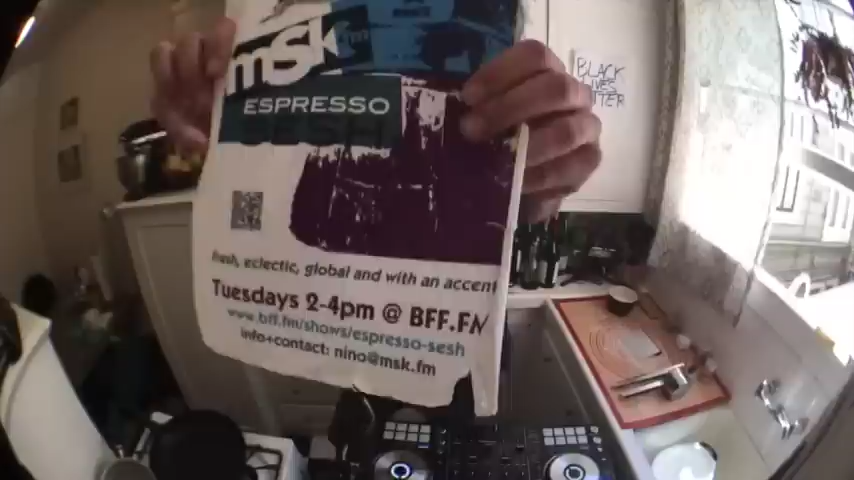 msk.fm
ESPRESSO
SESH
fresh, eclectic, global and with an accent
Tuesdays 2-4pm @ BFF.FM
www.bff.fm/shows/espresso-sesh
info+contact: nino@msk.fm
BLACK
LIVES
MATTER